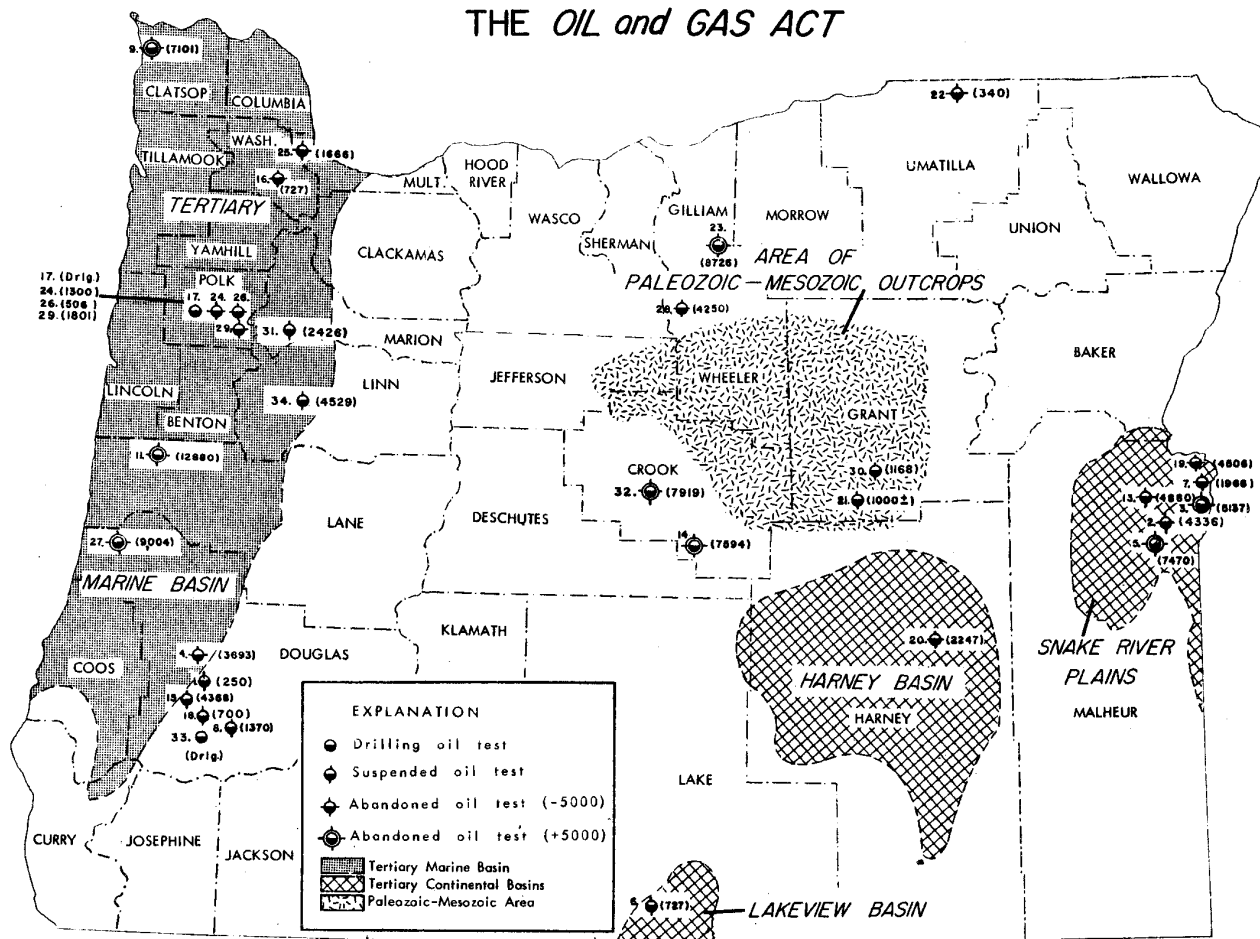 THE OIL and GAS ACT
9. (7101)
CLATSOP
COLUMBIA
22 (340)
WASH.
25. (1666)
TILLAMOOK
16. (727)
MULT.
HOOD
RIVER
UMATILLA
WALLOWA
TERTIARY
WASCO
SHERMAN
GILLIAM
23.
(8726)
MORROW
UNION
YAMHILL
CLACKAMAS
AREA OF
PALEOZOIC-MESOZOIC OUTCROPS
POLK
17. (Drlg.)
24. (1300)
26. (506)
29. (1801)
17. 24. 26.
29.
31. (2426)
28. (4250)
MARION
BAKER
JEFFERSON
WHEELER
LINCOLN
LINN
GRANT
34. (4529)
BENTON
11. (12880)
CROOK
32. (7919)
30. (1168)
21. (1000±)
19. (4506)
7. (1966)
13.
3.
2. (4336)
5.
(7470)
LANE
DESCHUTES
14. (7594)
27. (9,004)
MARINE BASIN
KLAMATH
20. (2247)
SNAKE RIVER
PLAINS
COOS
4. (3693)
DOUGLAS
HARNEY BASIN
HARNEY
MALHEUR
1. (250)
15. (4368)
18. (700)
8. (1370)
33.
(Drlg.)
EXPLANATION
Drilling oil test
Suspended oil test
Abandoned oil test (-5000)
Abandoned oil test (+5000)
Tertiary Marine Basin
Tertiary Continental Basins
Paleozoic-Mesozoic Area
LAKE
CURRY
JOSEPHINE
JACKSON
6. (727)
LAKEVIEW BASIN